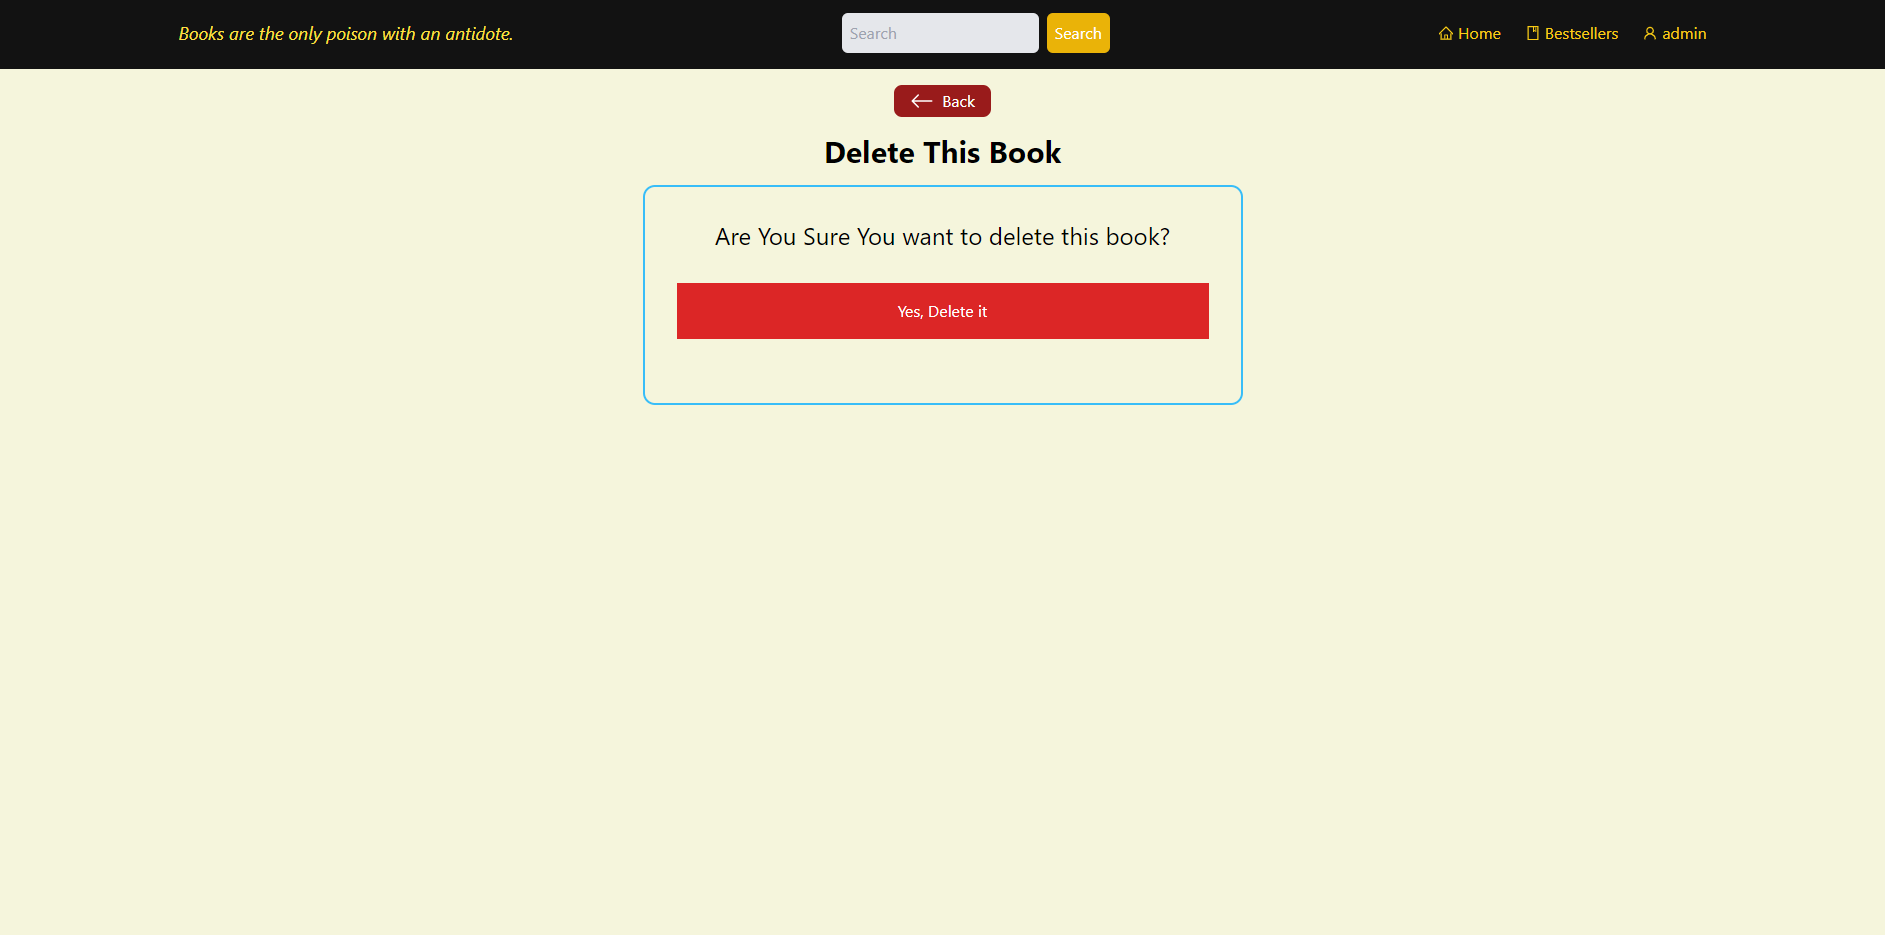 Books are the only poison with an antidote.
Search Search
Home Bestsellers admin
Back
Delete This Book
Are You Sure You want to delete this book?
Yes, Delete it